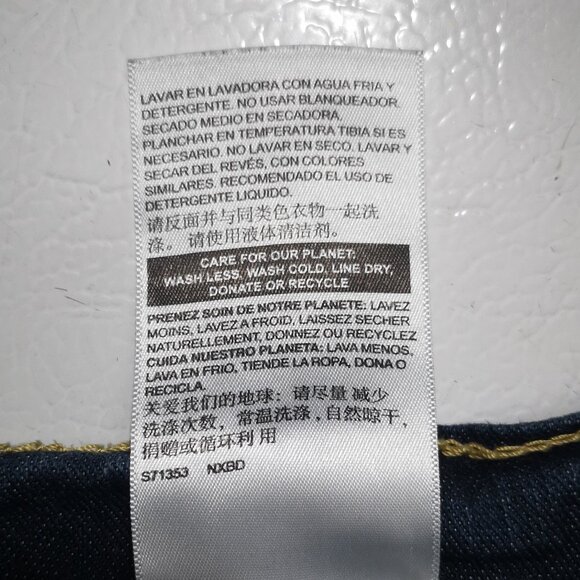 LAVAR EN LAVADORA CON AGUA FRIA Y
DETERGENTE. NO USAR BLANQUEADOR.
SECADO MEDIO EN SECADORA.
PLANCHAR EN TEMPERATURA TIBIA SI ES
NECESARIO. NO LAVAR EN SECO. LAVAR Y
SECAR DEL REVÉS, CON COLORES
SIMILARES. RECOMENDADO EL USO DE
DETERGENTE LIQUIDO.
请反面并与同类色衣物一起洗
涤。请使用液体清洁剂。
CARE FOR OUR PLANET:
WASH LESS, WASH COLD, LINE DRY,
DONATE OR RECYCLE
PRENEZ SOIN DE NOTRE PLANETE: LAVEZ
MOINS, LAVEZ A FROID, LAISSEZ SECHER
NATURELLEMENT, DONNEZ OU RECYCLEZ
CUIDA NUESTRO PLANETA: LAVA MENOS,
LAVA EN FRIO, TIENDE LA ROPA, DONA O
RECICLA.
关爱我们的地球: 请尽量 减少
洗涤次数, 常温洗涤, 自然晾干,
捐赠或循环利 用
S71353 NXBD